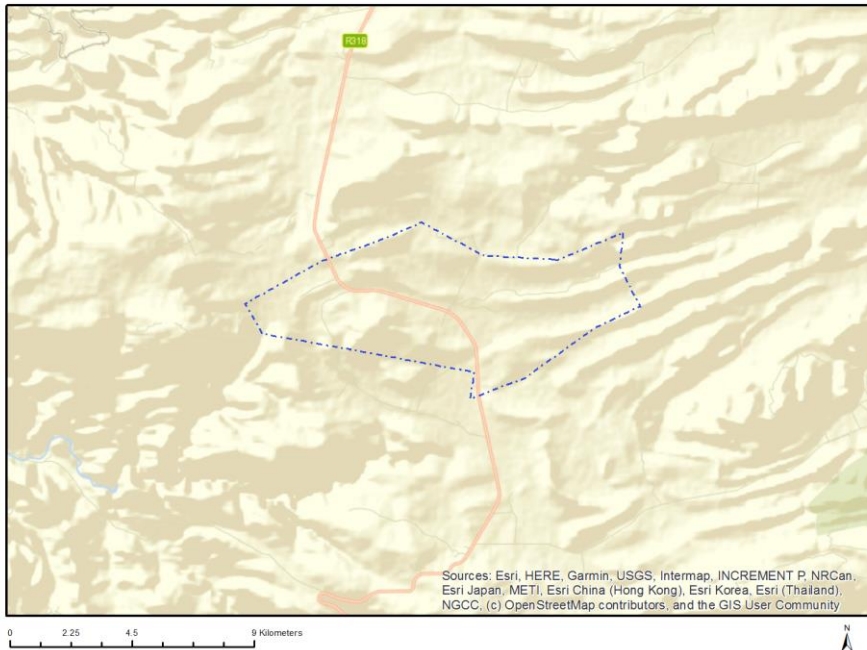 R318
Sources: Esri, HERE, Garmin, USGS, Intermap, INCREMENT P, NRCan,
Esri Japan, METI, Esri China (Hong Kong), Esri Korea, Esri (Thailand),
NGCC, (c) OpenStreetMap contributors, and the GIS User Community
0 2.25 4.5 9 Kilometers
N